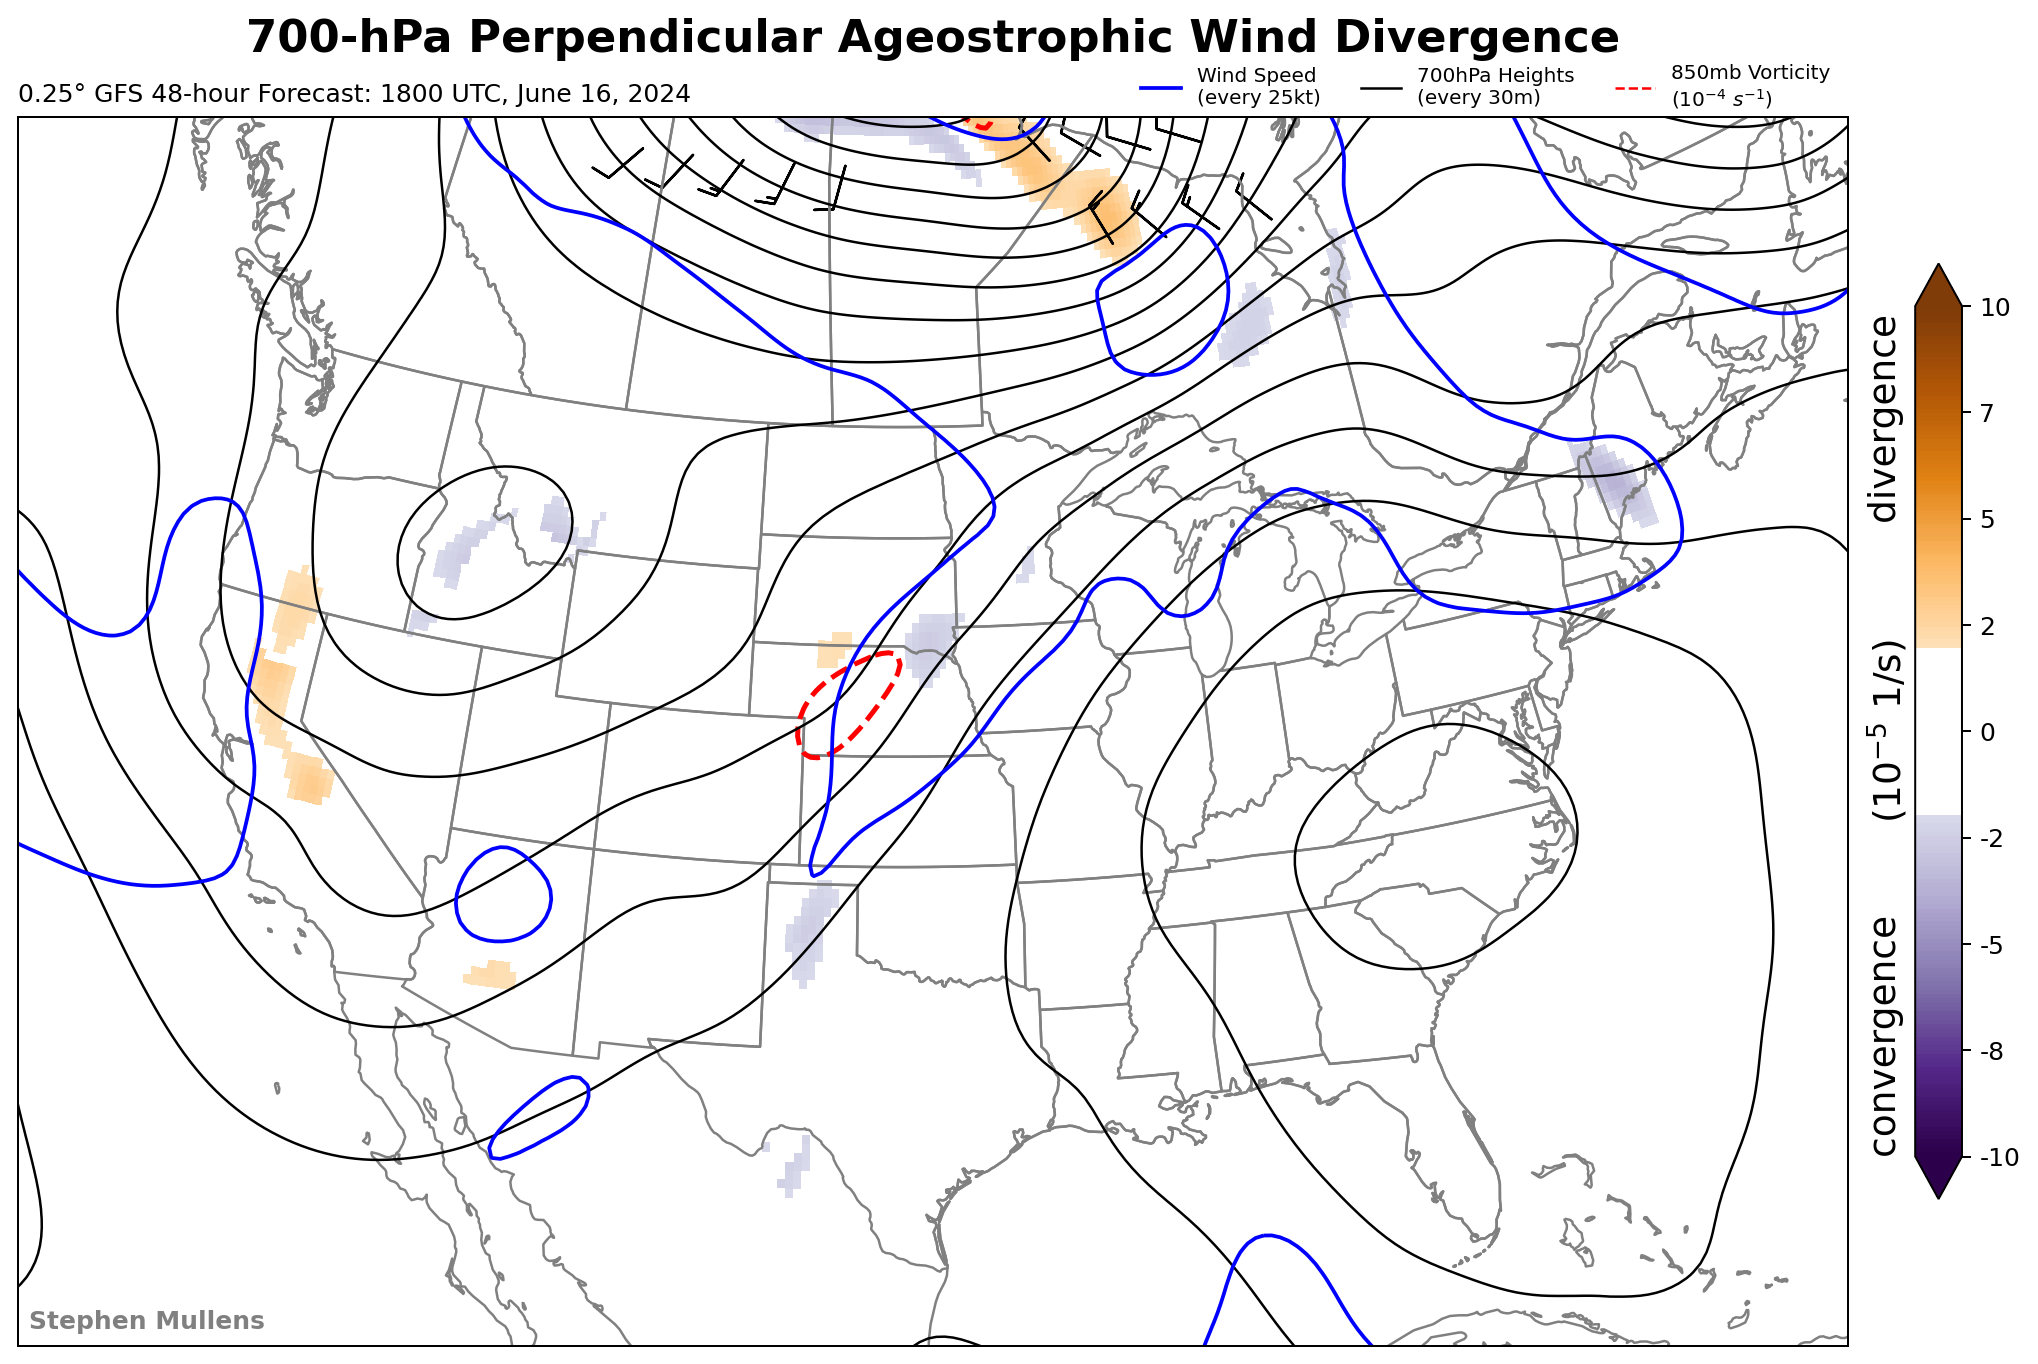 700-hPa Perpendicular Ageostrophic Wind Divergence
0.25° GFS 48-hour Forecast: 1800 UTC, June 16, 2024
Wind Speed
(every 25kt)
700hPa Heights
(every 30m)
850mb Vorticity
(10⁻⁴ s⁻¹)
10
7
5
2
0
-2
-5
-8
-10
convergence (10⁻⁵ 1/s) divergence
Stephen Mullens